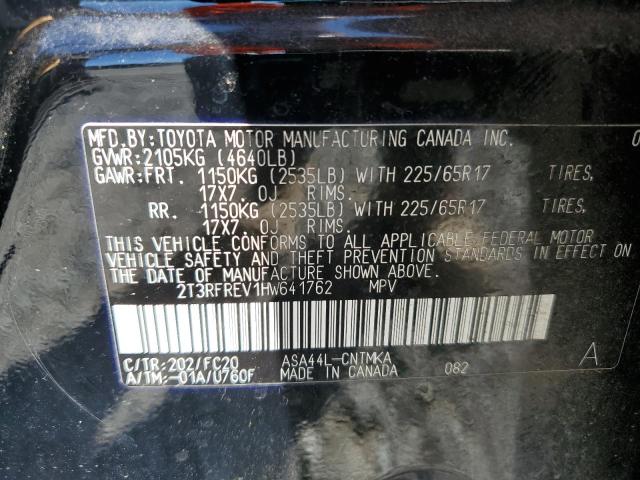 MFD.BY:TOYOTA MOTOR MANUFACTURING CANADA INC. 0
GVWR:2105KG (4640LB)
GAWR:FRT. 1150KG (2535LB) WITH 225/65R17 TIRES,
17X7.0J RIMS.
RR. 1150KG (2535LB) WITH 225/65R17 TIRES,
17X7.0J RIMS.
THIS VEHICLE CONFORMS TO ALL APPLICABLE FEDERAL MOTOR
VEHICLE SAFETY AND THEFT PREVENTION STANDARDS IN EFFECT ON
THE DATE OF MANUFACTURE SHOWN ABOVE.
2T3RFREV1HW641762 MPV
C/TR:202/FC20 ASA44L-CNTMKA A
A/TM:-01A/U760F MADE IN CANADA 082